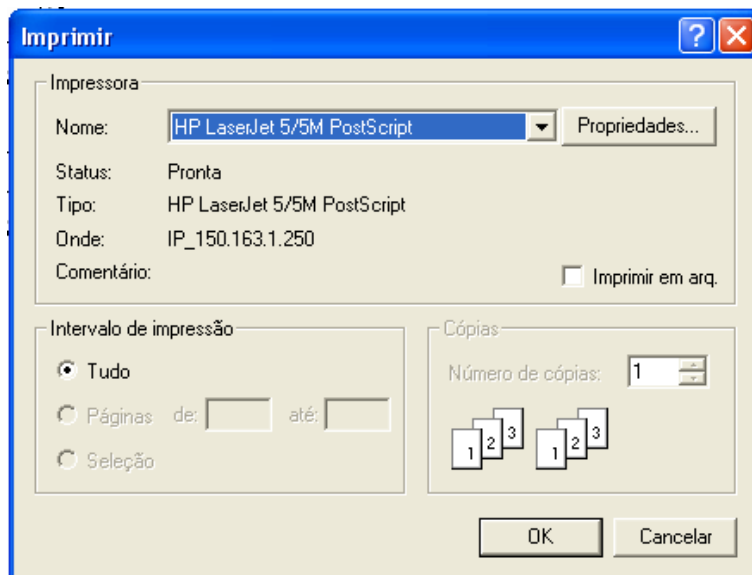 Imprimir
Impressora
Nome: HP LaserJet 5/5M PostScript Propriedades...
Status: Pronta
Tipo: HP LaserJet 5/5M PostScript
Onde: IP_150.163.1.250
Comentário: Imprimir em arq.
Intervalo de impressão
Tudo
Páginas de: até:
Seleção
Cópias
Número de cópias: 1
1 2 3 1 2 3
OK Cancelar